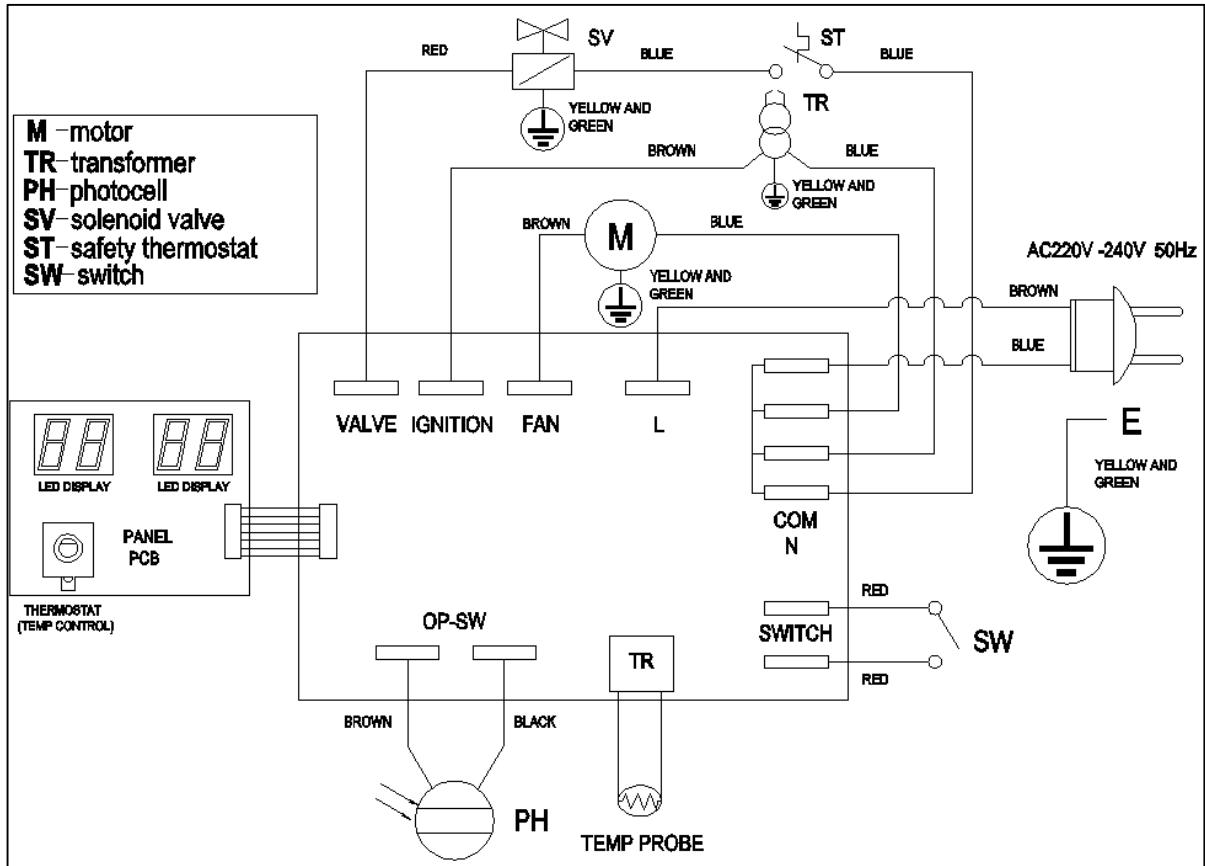 SV
ST
RED
BLUE
BLUE
YELLOW AND
GREEN
TR
BROWN
BLUE
YELLOW AND
GREEN
M-motor
TR-transformer
PH-photocell
SV-solenoid valve
ST-safety thermostat
SW-switch
BROWN
M
BLUE
YELLOW AND
GREEN
AC220V -240V 50Hz
BROWN
BLUE
VALVE
IGNITION
FAN
L
COM
N
E
YELLOW AND
GREEN
88
88
LED DISPLAY
LED DISPLAY
PANEL
PCB
THERMOSTAT
(TEMP CONTROL)
OP-SW
TR
SWITCH
RED
SW
RED
BROWN
BLACK
PH
TEMP PROBE